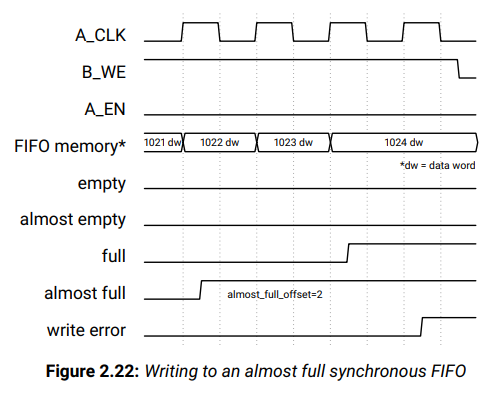 A_CLK
B_WE
A_EN
FIFO memory* 1021 dw 1022 dw 1023 dw 1024 dw
*dw = data word
empty
almost empty
full
almost full almost_full_offset=2
write error
Figure 2.22: Writing to an almost full synchronous FIFO